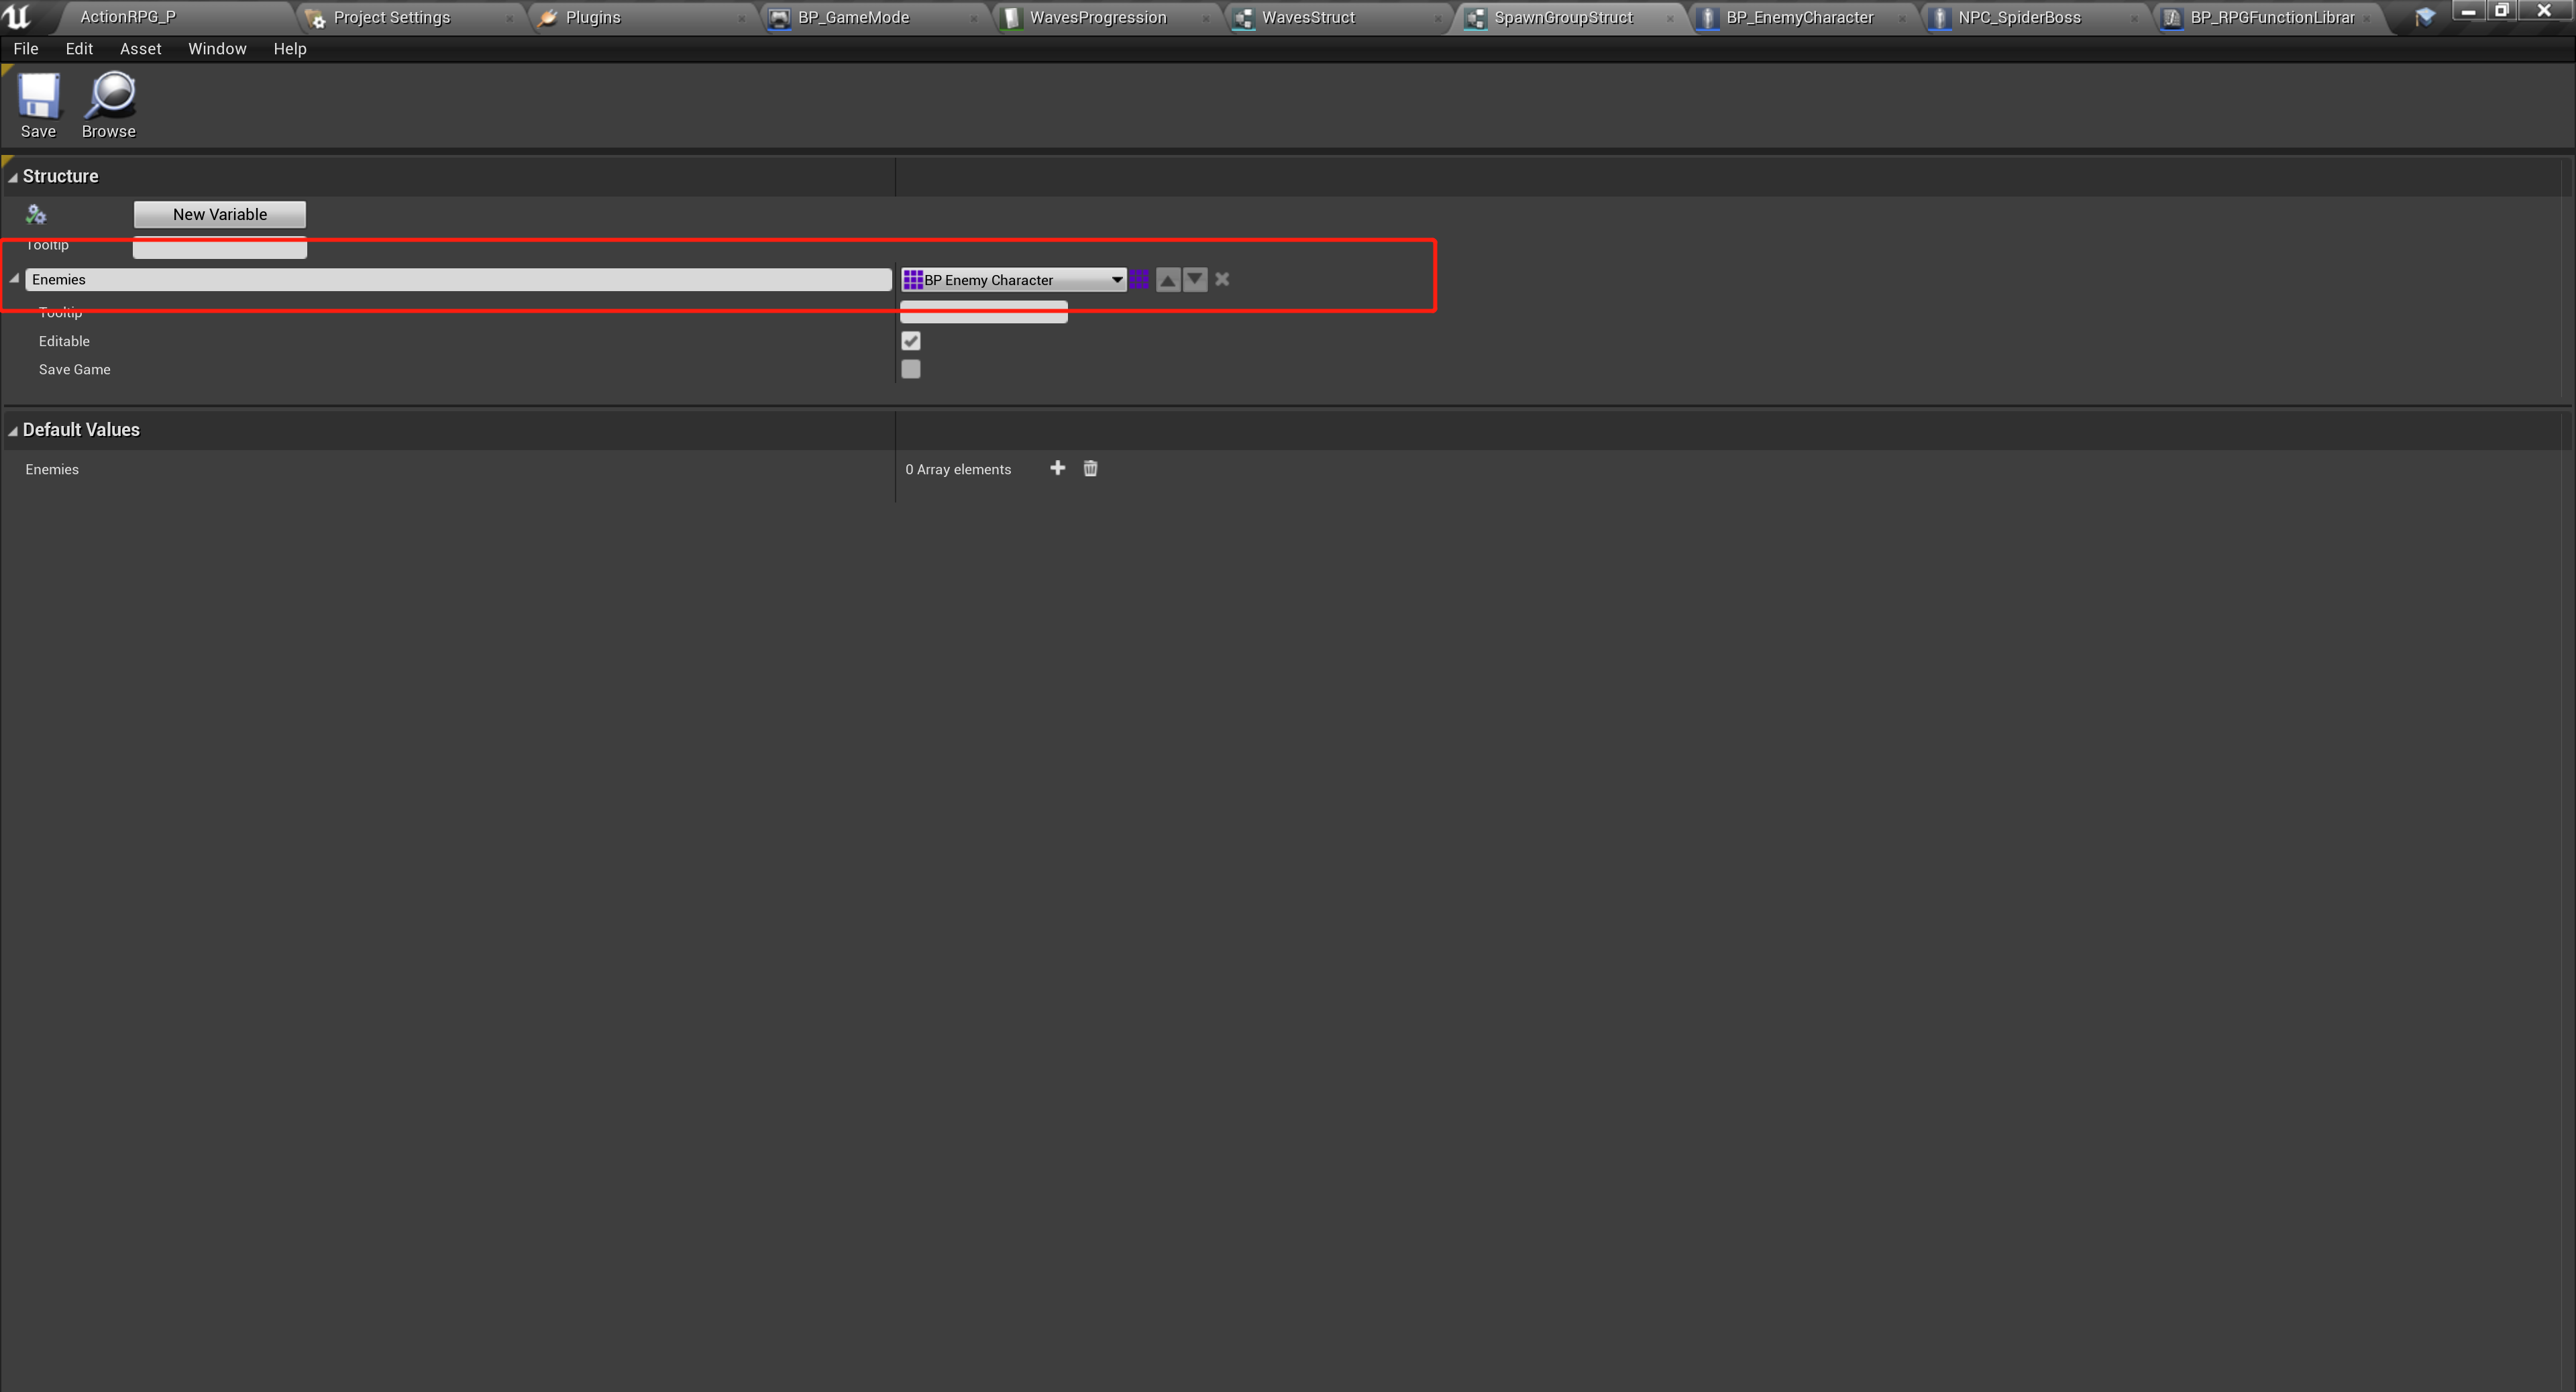 ActionRPG_P Project Settings Plugins BP_GameMode WavesProgression WavesStruct SpawnGroupStruct BP_EnemyCharacter NPC_SpiderBoss BP_RPGFunctionLibrar
File Edit Asset Window Help
Save Browse
Structure
New Variable
Tooltip
Enemies BP Enemy Character
Tooltip
Editable
Save Game
Default Values
Enemies 0 Array elements